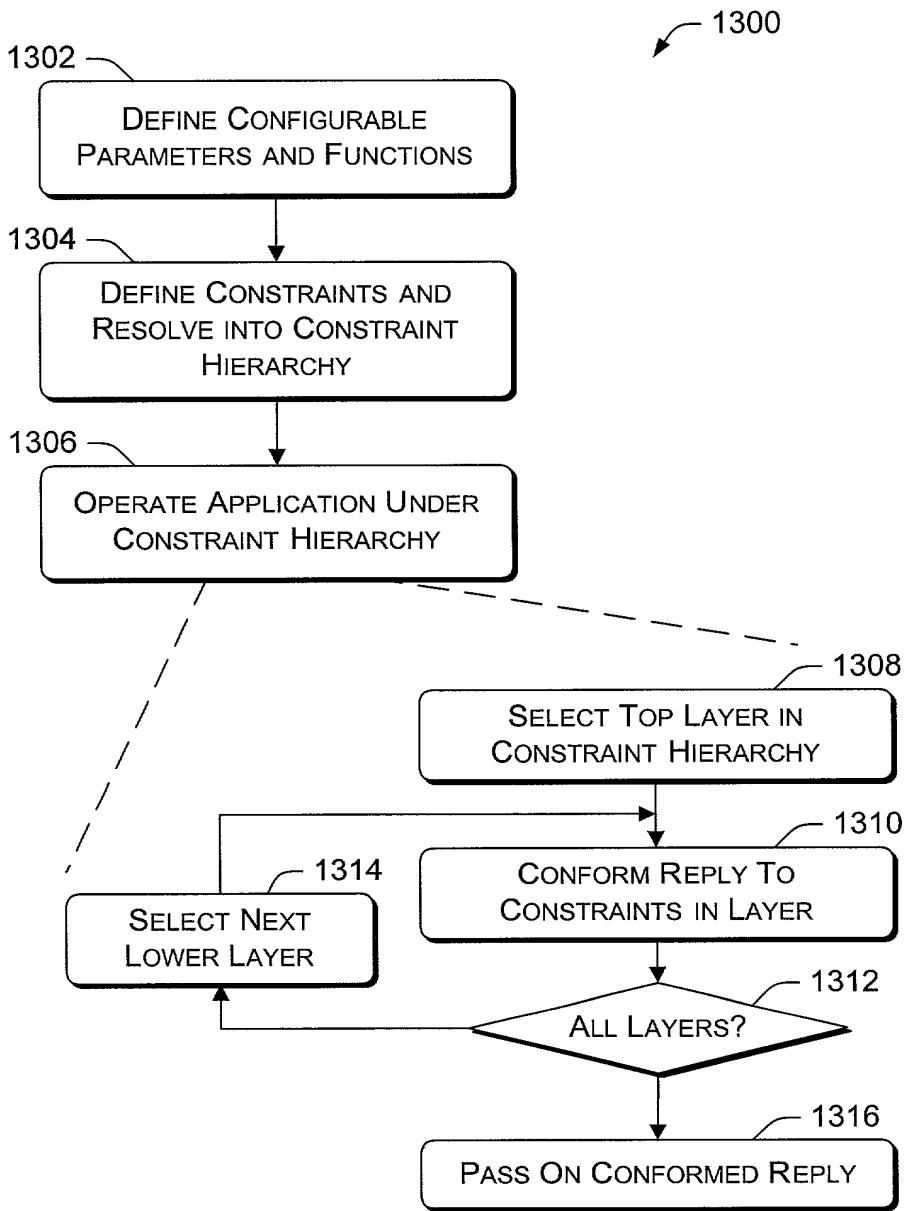 1300
1302
DEFINE CONFIGURABLE
PARAMETERS AND FUNCTIONS
1304
DEFINE CONSTRAINTS AND
RESOLVE INTO CONSTRAINT
HIERARCHY
1306
OPERATE APPLICATION UNDER
CONSTRAINT HIERARCHY
1308
SELECT TOP LAYER IN
CONSTRAINT HIERARCHY
1310
CONFORM REPLY TO
CONSTRAINTS IN LAYER
1314
SELECT NEXT
LOWER LAYER
1312
ALL LAYERS?
1316
PASS ON CONFORMED REPLY